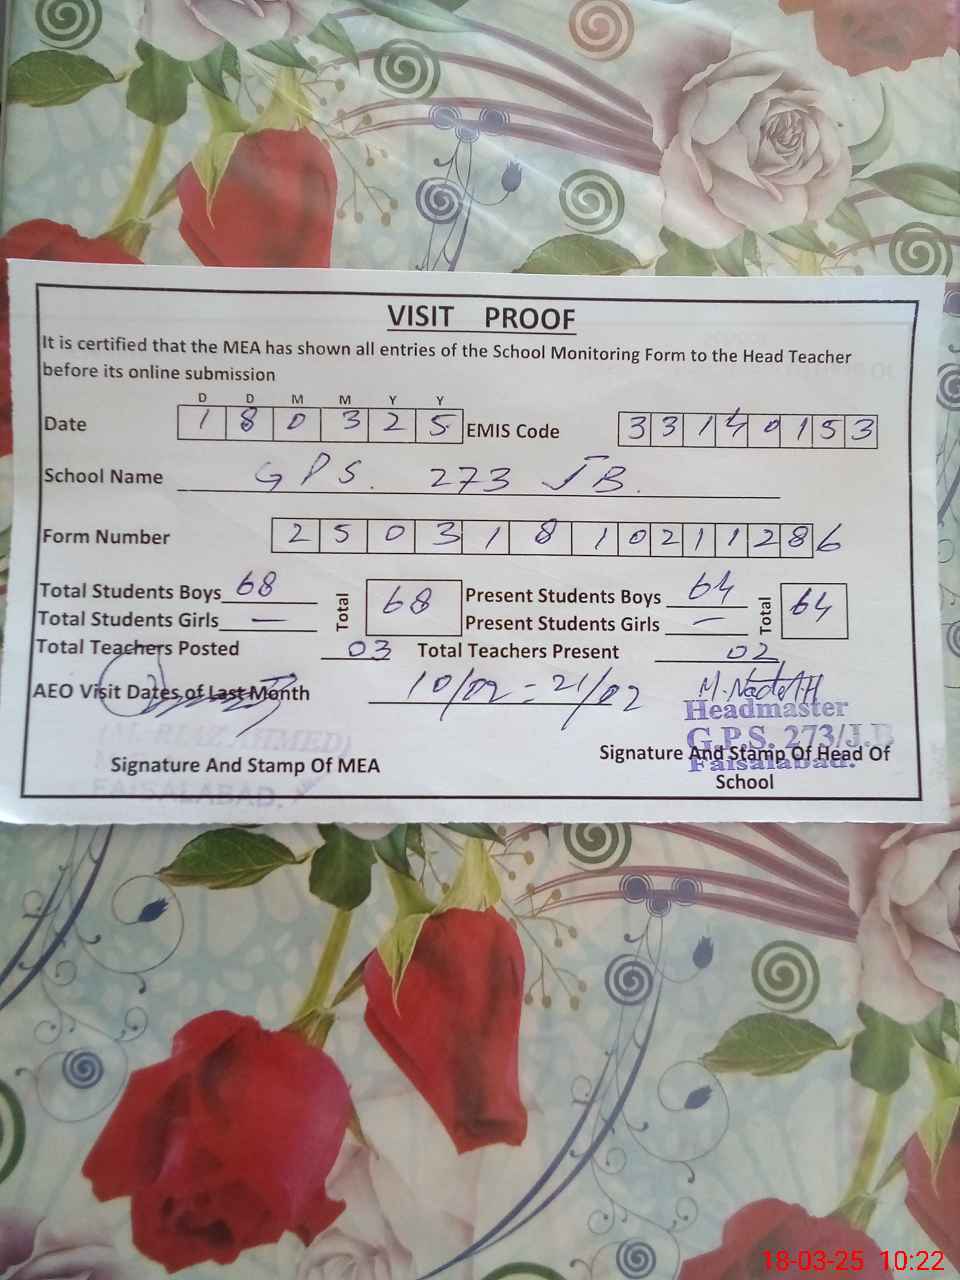 VISIT PROOF
It is certified that the MEA has shown all entries of the School Monitoring Form to the Head Teacher
before its online submission
D D M M Y Y
Date 1 8 0 3 2 5 EMIS Code 3 3 1 4 0 1 5 3
School Name GPS. 273 JB.
Form Number 2 5 0 3 1 8 1 0 2 1 1 2 8 6
Total Students Boys 68 Total 68 Present Students Boys 64 Total 64
Total Students Girls — Present Students Girls —
Total Teachers Posted 03 Total Teachers Present 02
AEO Visit Dates of Last Month 10/02 - 21/02
Headmaster
G.P.S. 273/J.B
Faisalabad.
(M. RIAZ AHMED)
FAISALABAD.
Signature And Stamp Of MEA Signature And Stamp Of Head Of
School
18-03-25 10:22